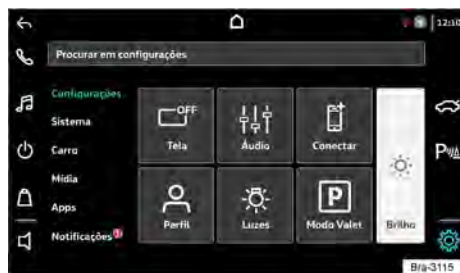 12:10
Procurar em configurações
Configurações
Sistema
Carro
Mídia
Apps
Notificações
OFF
Tela
Áudio
Conectar
Perfil
Luzes
P
Modo Valet
Brilho
P
Bra-3115